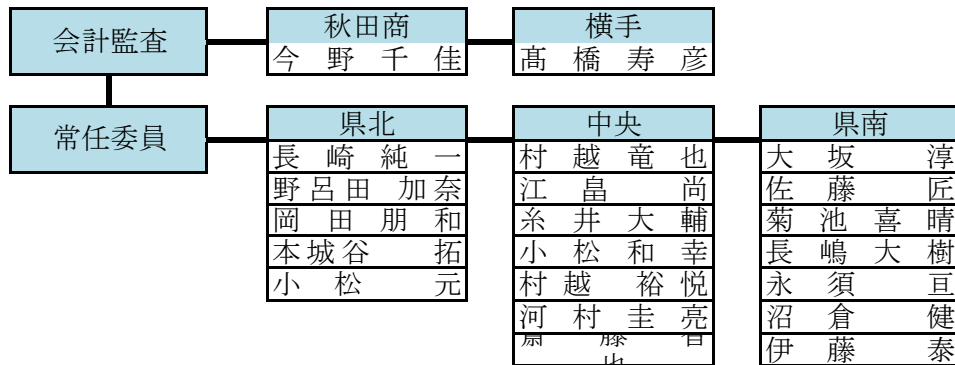 会計監査
秋田商
今野千佳
横手
髙橋寿彦
常任委員
県北
長崎純一
野呂田加奈
岡田朋和
本城谷拓
小松元
中央
村越竜也
江畠尚
糸井大輔
小松和幸
村越裕悦
河村圭亮
県南
大坂淳
佐藤匠
菊池喜晴
長嶋大樹
永須亘
沼倉健
伊藤泰